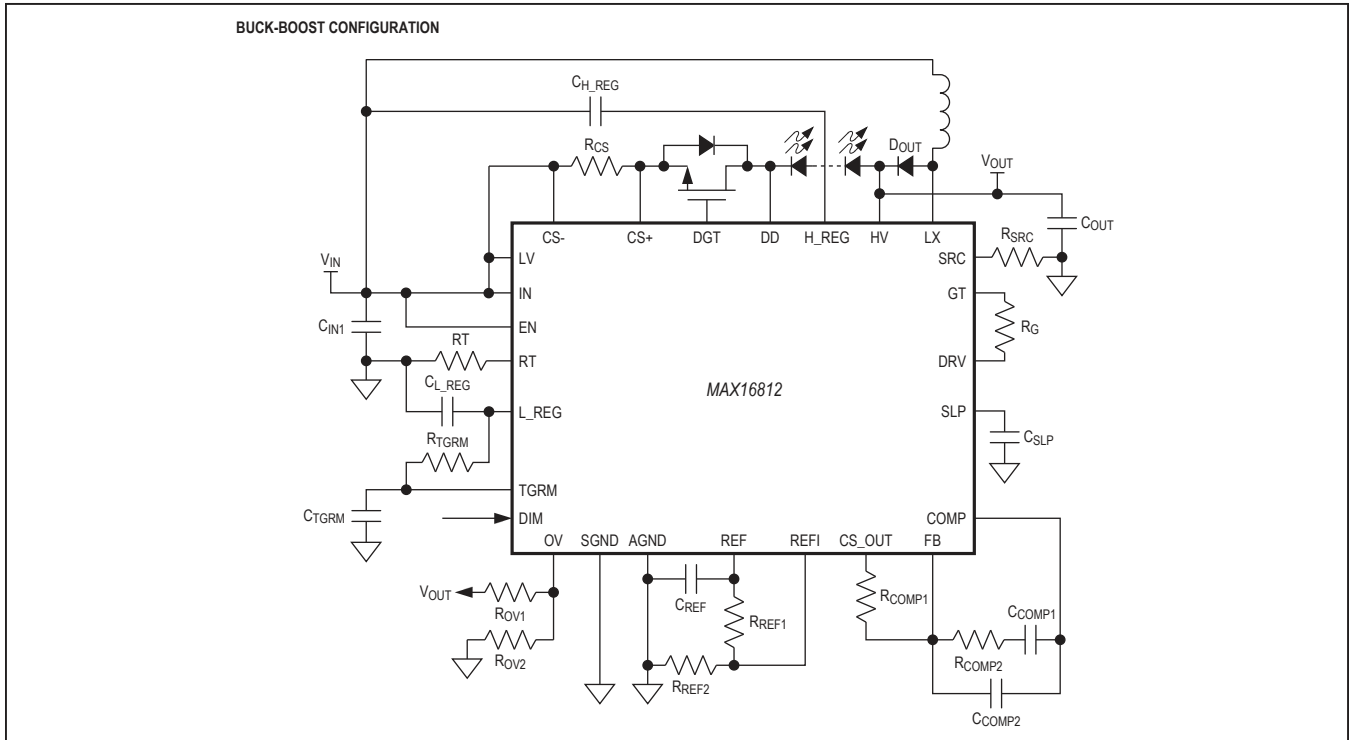 BUCK-BOOST CONFIGURATION
CH_REG
RCS
DOUT
VOUT
COUT
CS-
CS+
DGT
DD
H_REG
HV
LX
RSRC
SRC
LV
VIN
IN
GT
CIN1
EN
RG
RT
RT
DRV
CL_REG
MAX16812
L_REG
SLP
CSLP
RTGRM
TGRM
CTGRM
DIM
COMP
OV
SGND
AGND
REF
REFI
CS_OUT
FB
VOUT
ROV1
CREF
RCOMP1
RREF1
CCOMP1
ROV2
RREF2
RCOMP2
CCOMP2